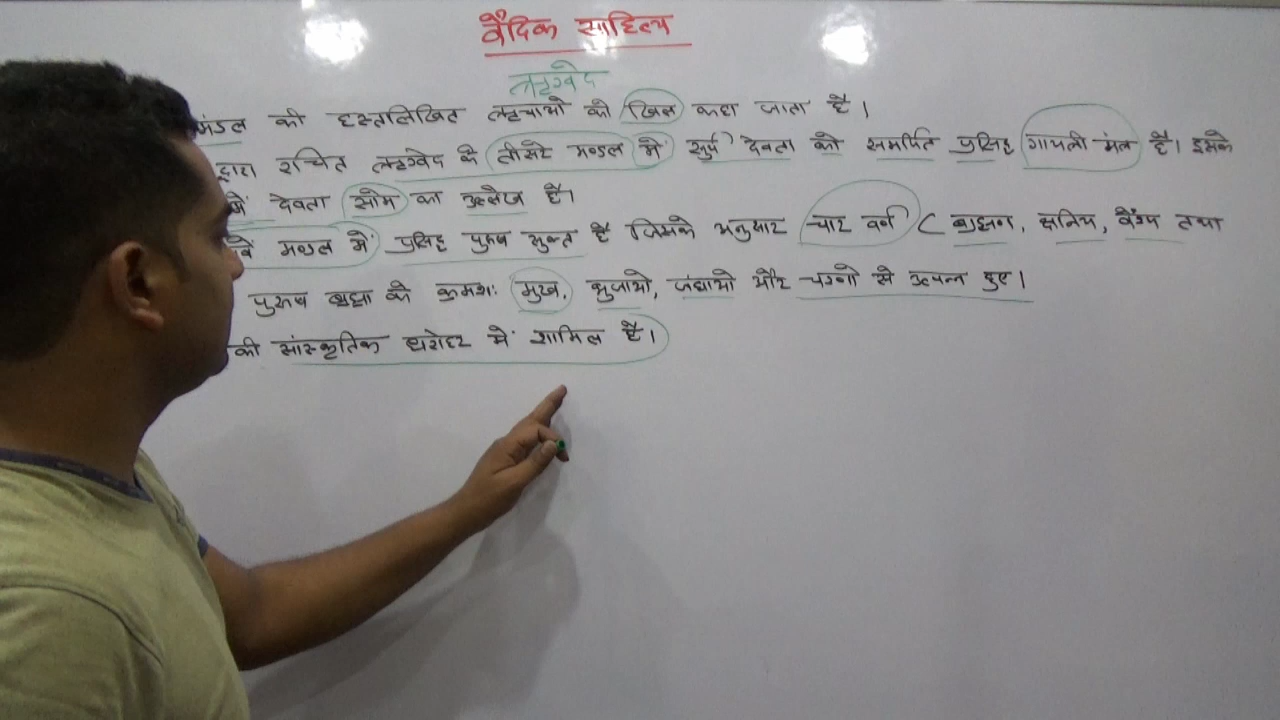 वैदिक साहित्य
ऋग्वेद
मंडल की हस्तलिखित ऋचाओं को खिल कहा जाता है।
द्वारा रचित ऋग्वेद के तीसरे मण्डल में सूर्य देवता को समर्पित प्रसिद्ध गायत्री मंत्र है। इसके
वें देवता सोम का उल्लेख है।
वें मण्डल में प्रसिद्ध पुरुष सुक्त है जिसके अनुसार चार वर्ण ( ब्राह्मण, क्षत्रिय, वैश्य तथा
पुरुष ब्रह्मा के क्रमशः मुख, भुजाओं, जंघाओं और चरणों से उत्पन्न हुए।
की सांस्कृतिक धरोहर में शामिल है।